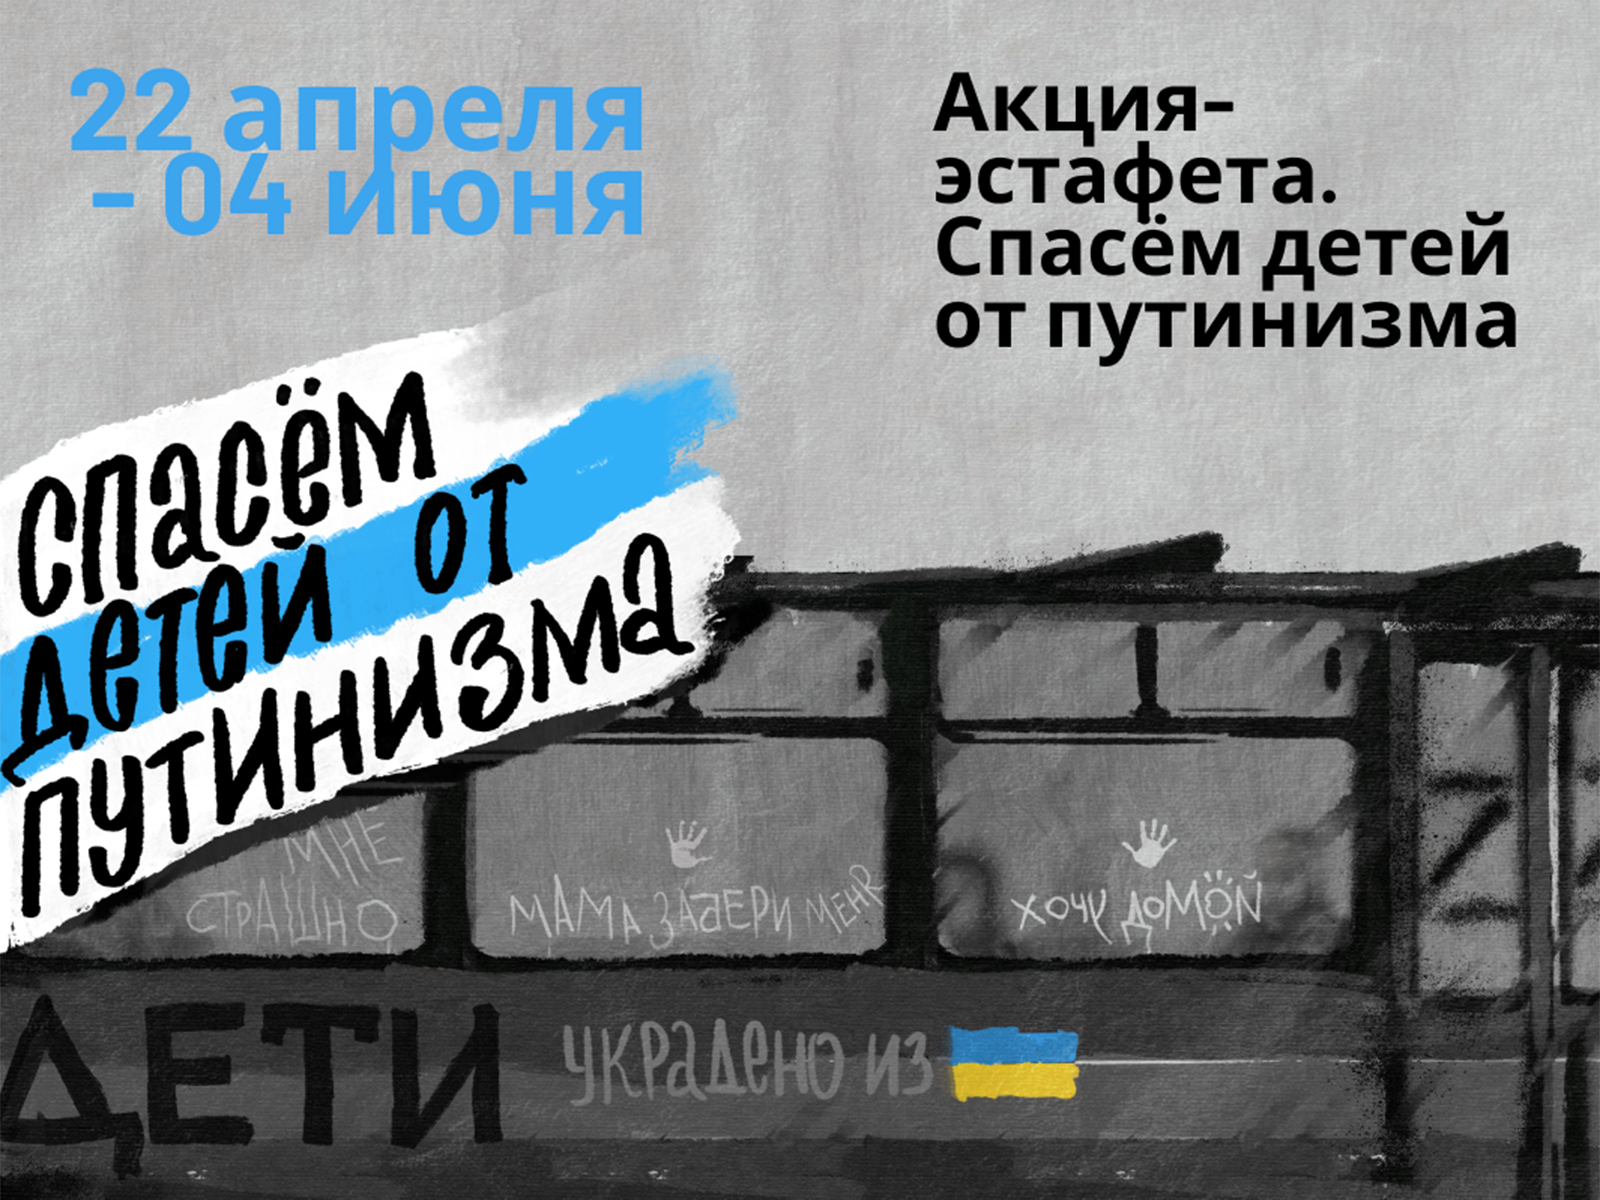 22 апреля
- 04 июня
Акция-
эстафета.
Спасём детей
от путинизма
спасём
детей от
путинизма
МНЕ
СТРАШНО
МАМА ЗАБЕРИ МЕНЯ
ХОЧУ ДОМОЙ
ДЕТИ
украдено из
Z